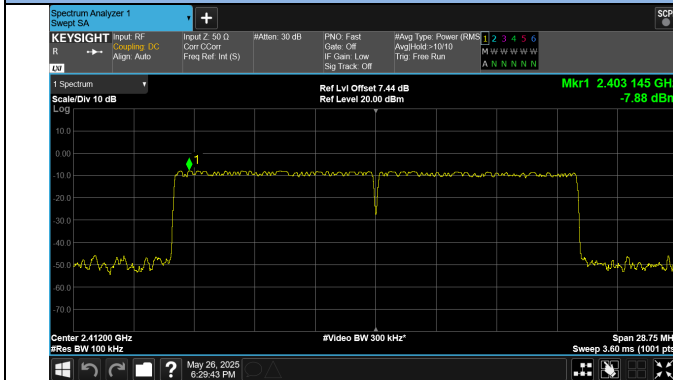 Spectrum Analyzer 1
Swept SA
+
SCP
KEYSIGHT Input: RF Input Z: 50 Ω #Atten: 30 dB PNO: Fast #Avg Type: Power (RMS 1 2 3 4 5 6
R Coupling: DC Corr CCorr Gate: Off Avg|Hold:>10/10 M W W W W W
Align: Auto Freq Ref: Int (S) IF Gain: Low Trig: Free Run A N N N N N
LXI Sig Track: Off
1 Spectrum Ref Lvl Offset 7.44 dB Mkr1 2.403 145 GH
Scale/Div 10 dB Ref Level 20.00 dBm -7.88 dBn
Log
10.0
0.00
1
-10.0
-20.0
-30.0
-40.0
-50.0
-60.0
-70.0
Center 2.41200 GHz #Video BW 300 kHz* Span 28.75 MH
#Res BW 100 kHz Sweep 3.60 ms (1001 pts
? May 26, 2025
6:29:43 PM